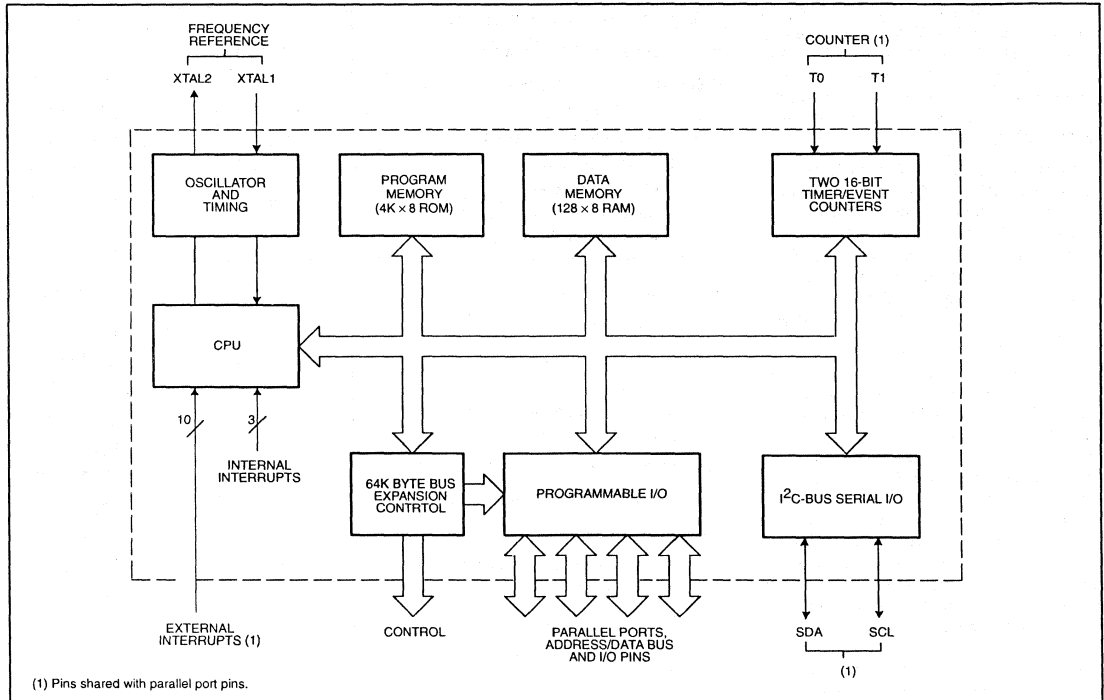 FREQUENCY
REFERENCE
XTAL2 XTAL1
COUNTER (1)
T0 T1
OSCILLATOR
AND
TIMING
PROGRAM
MEMORY
(4K × 8 ROM)
DATA
MEMORY
(128 × 8 RAM)
TWO 16-BIT
TIMER/EVENT
COUNTERS
CPU
10
3
INTERNAL
INTERRUPTS
64K BYTE BUS
EXPANSION
CONTRTOL
PROGRAMMABLE I/O
I²C-BUS SERIAL I/O
EXTERNAL
INTERRUPTS (1)
CONTROL
PARALLEL PORTS,
ADDRESS/DATA BUS
AND I/O PINS
SDA SCL
(1)
(1) Pins shared with parallel port pins.